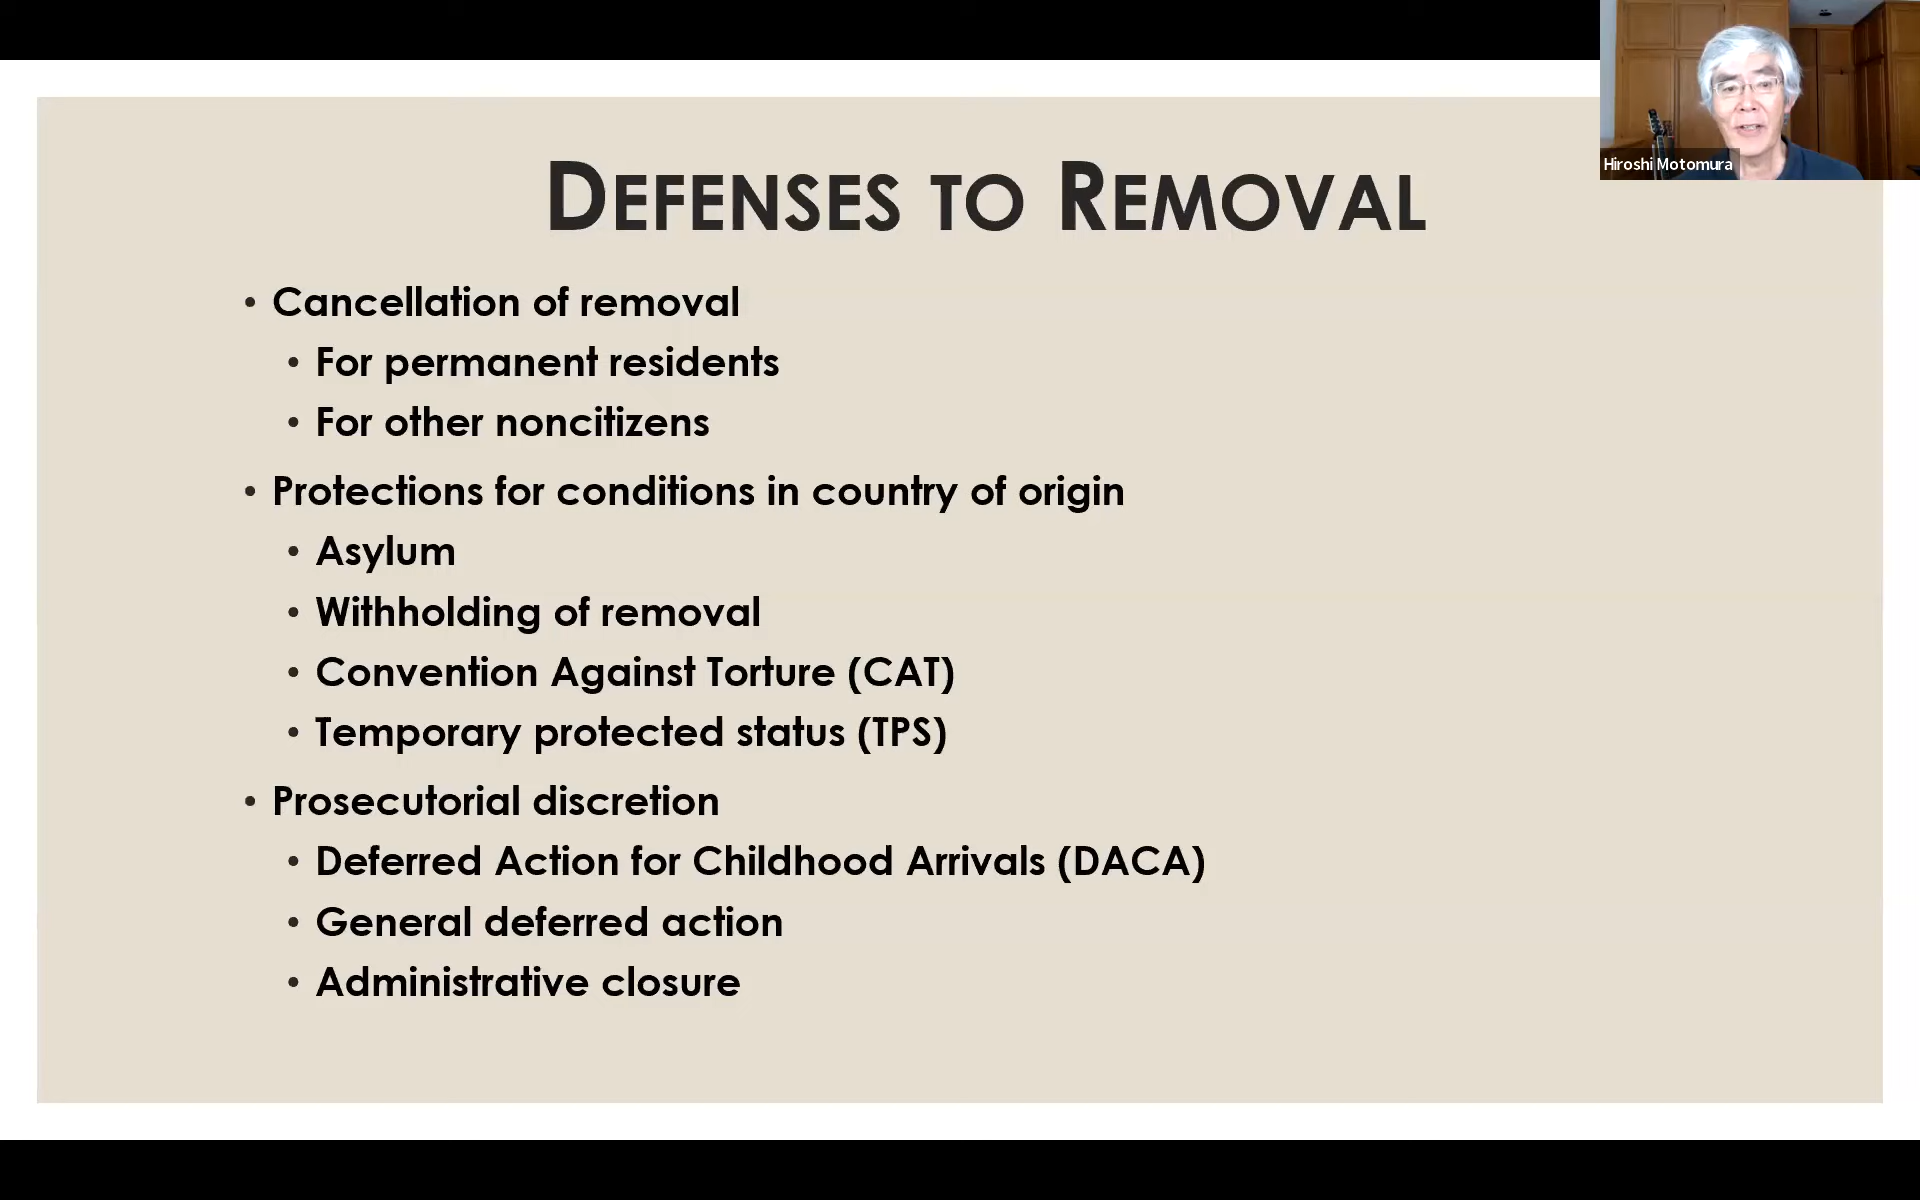 Hiroshi Motomura
DEFENSES TO REMOVAL
• Cancellation of removal
• For permanent residents
• For other noncitizens
• Protections for conditions in country of origin
• Asylum
• Withholding of removal
• Convention Against Torture (CAT)
• Temporary protected status (TPS)
• Prosecutorial discretion
• Deferred Action for Childhood Arrivals (DACA)
• General deferred action
• Administrative closure